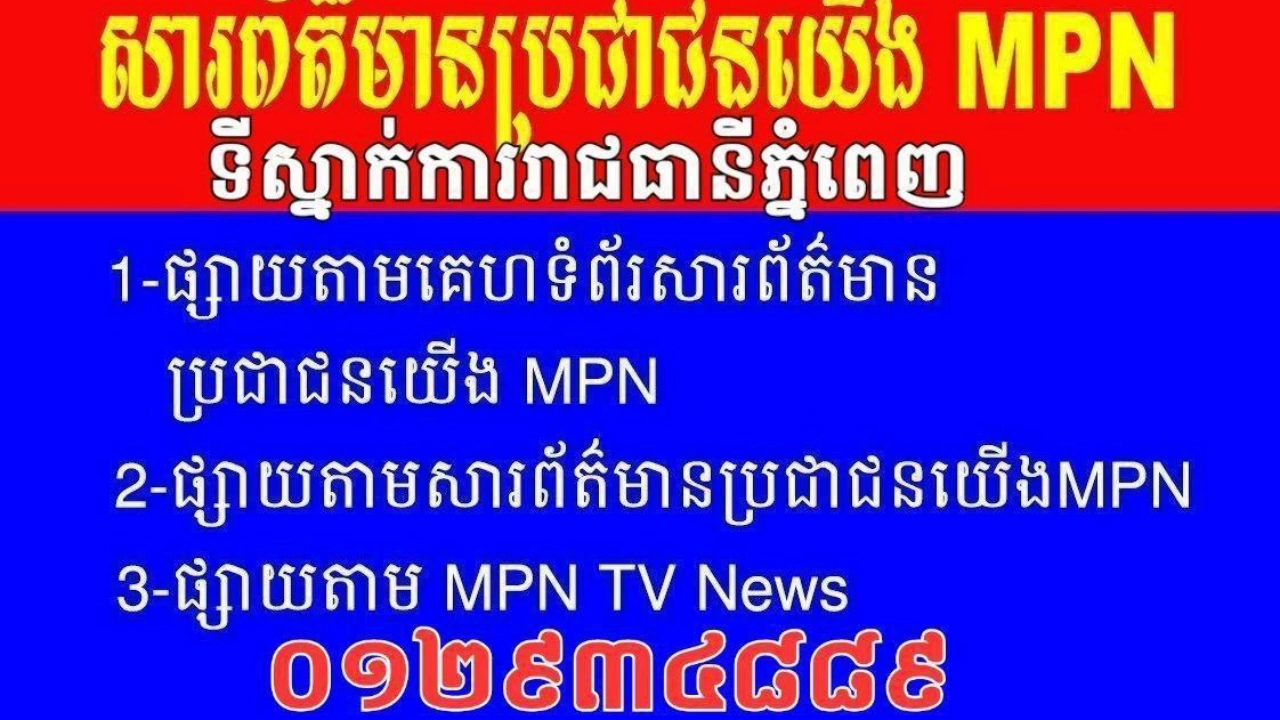 សារព័ត៌មានប្រជាជនយើង MPN
ទីស្នាក់ការរាជធានីភ្នំពេញ
1-ផ្សាយតាមគេហទំព័រសារព័ត៌មាន
ប្រជាជនយើង MPN
2-ផ្សាយតាមសារព័ត៌មានប្រជាជនយើងMPN
3-ផ្សាយតាម MPN TV News
០១២៩៣៤៨៨៩